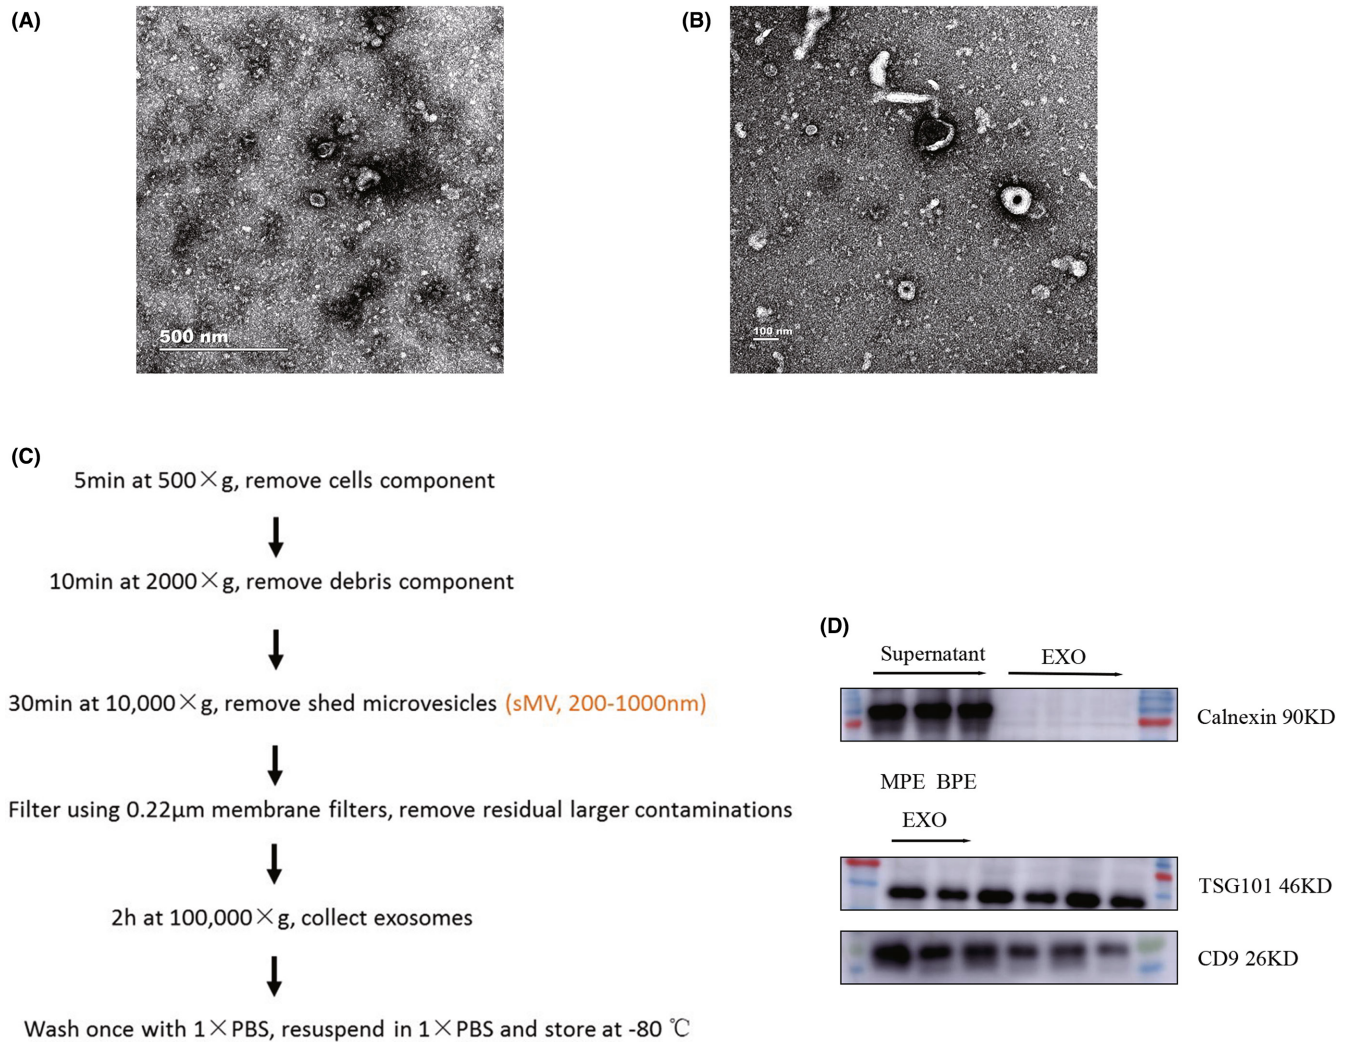 (A)
(B)
500 nm
100 nm
(C)
5min at 500×g, remove cells component
10min at 2000×g, remove debris component
30min at 10,000×g, remove shed microvesicles (sMV, 200-1000nm)
Filter using 0.22μm membrane filters, remove residual larger contaminations
2h at 100,000×g, collect exosomes
Wash once with 1×PBS, resuspend in 1×PBS and store at -80 ℃
(D)
Supernatant EXO
Calnexin 90KD
MPE BPE
EXO
TSG101 46KD
CD9 26KD